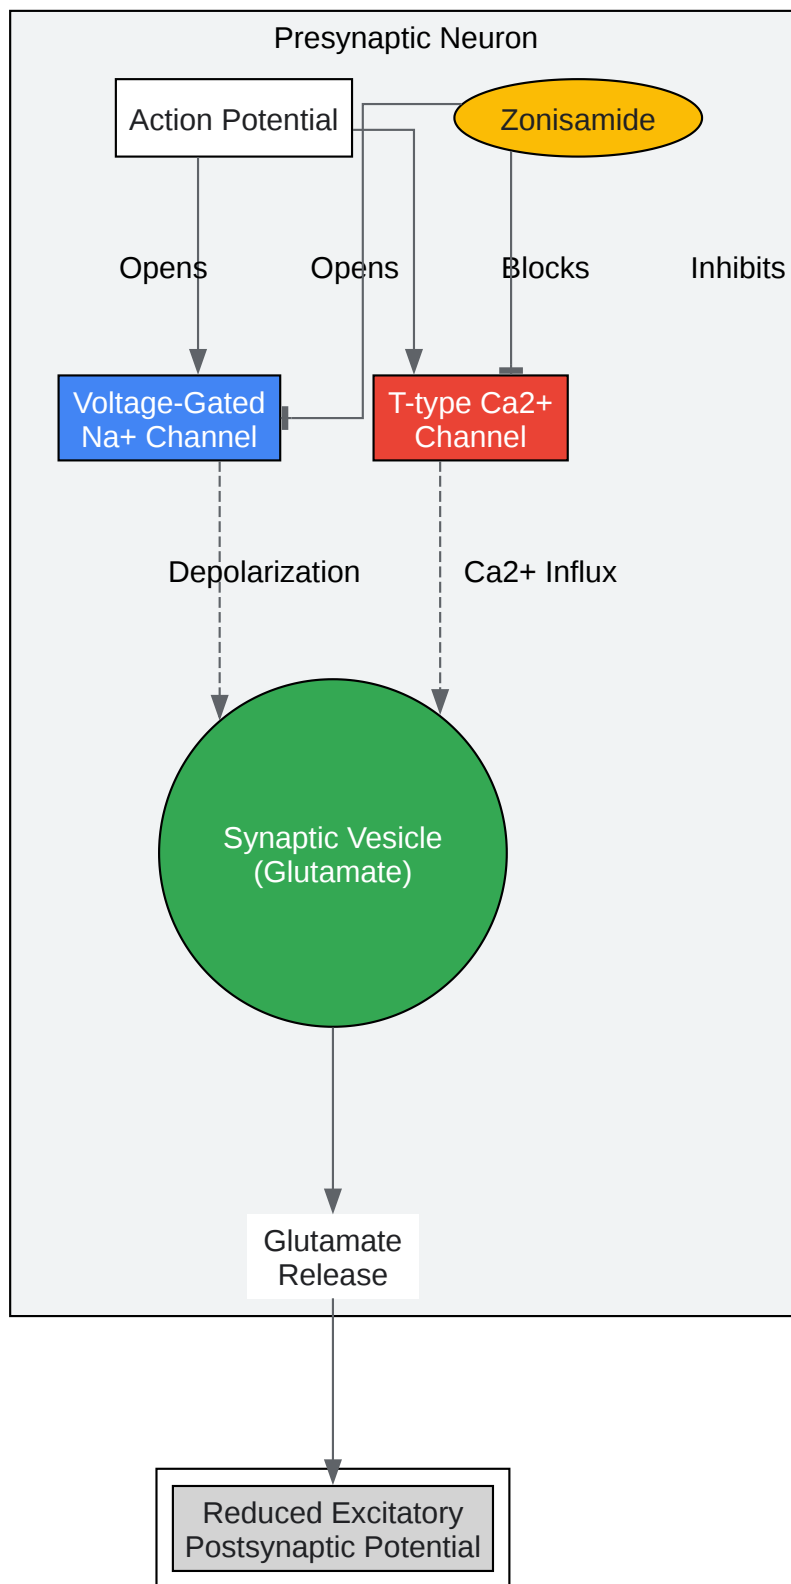 Presynaptic Neuron
Action Potential
Zonisamide
Opens
Opens
Blocks
Inhibits
Voltage-Gated
Na+ Channel
T-type Ca2+
Channel
Depolarization
Ca2+ Influx
Synaptic Vesicle
(Glutamate)
Glutamate
Release
Reduced Excitatory
Postsynaptic Potential